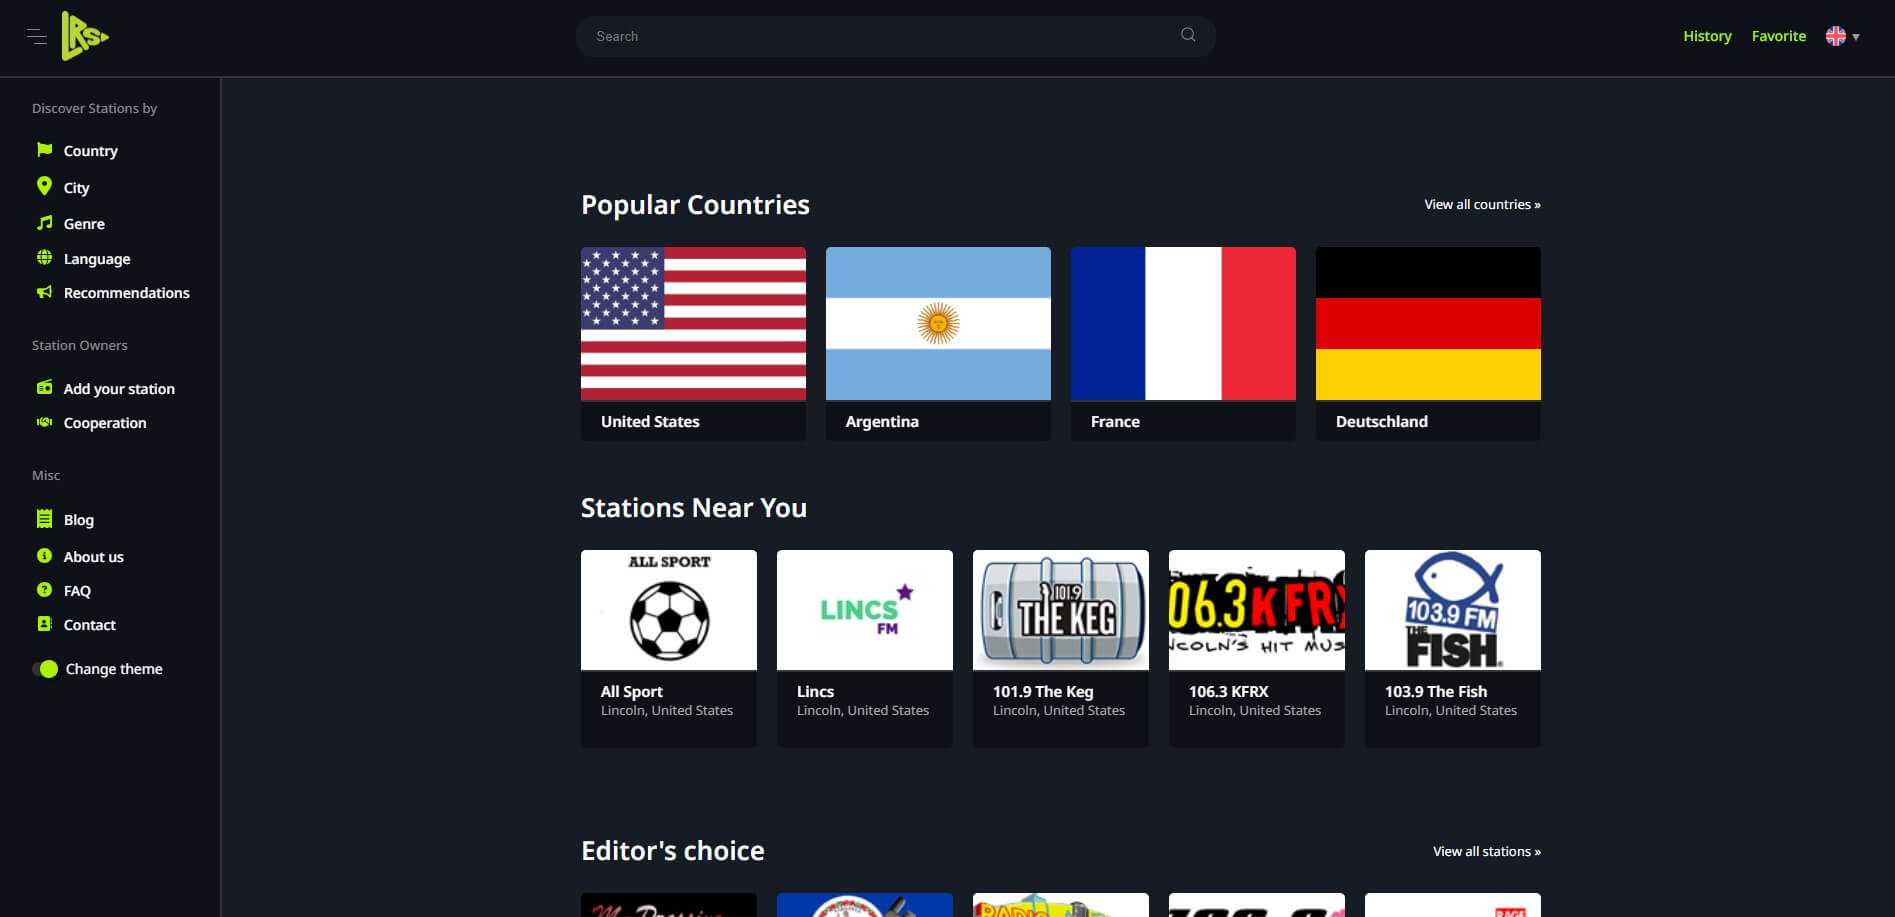 LRS
Search
History
Favorite
Discover Stations by
Country
City
Genre
Language
Recommendations
Station Owners
Add your station
Cooperation
Misc
Blog
About us
FAQ
Contact
Change theme
Popular Countries
View all countries »
United States
Argentina
France
Deutschland
Stations Near You
ALL SPORT
LINCS
FM
101.9
THE KEG
06.3 KFR
NCOLN'S HIT MUS
103.9 FM
THE
FISH
All Sport
Lincoln, United States
Lincs
Lincoln, United States
101.9 The Keg
Lincoln, United States
106.3 KFRX
Lincoln, United States
103.9 The Fish
Lincoln, United States
Editor's choice
View all stations »
RADIO